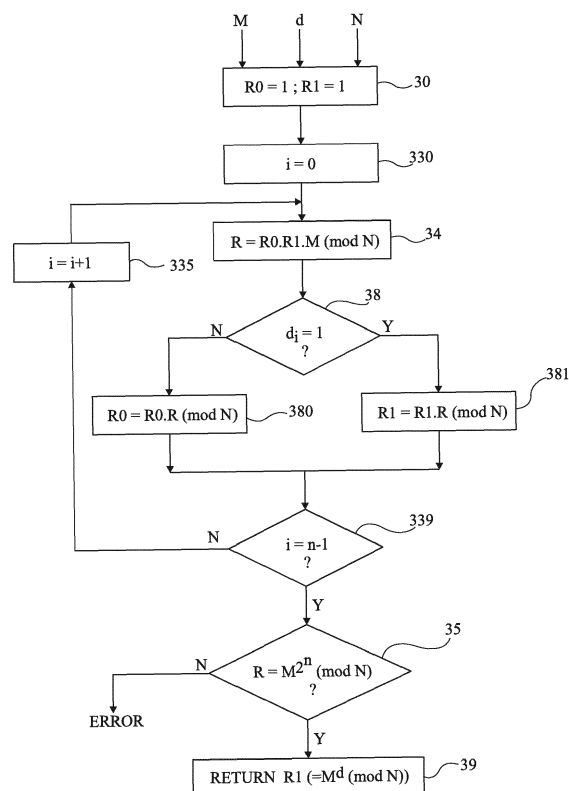 M d N
R0 = 1 ; R1 = 1
30
i = 0
330
R = R0.R1.M (mod N)
34
i = i+1
335
38
N
Y
di = 1
?
R0 = R0.R (mod N)
380
R1 = R1.R (mod N)
381
339
N
i = n-1
?
Y
35
N
R = M2^n (mod N)
?
ERROR
Y
RETURN R1 (=M^d (mod N))
39